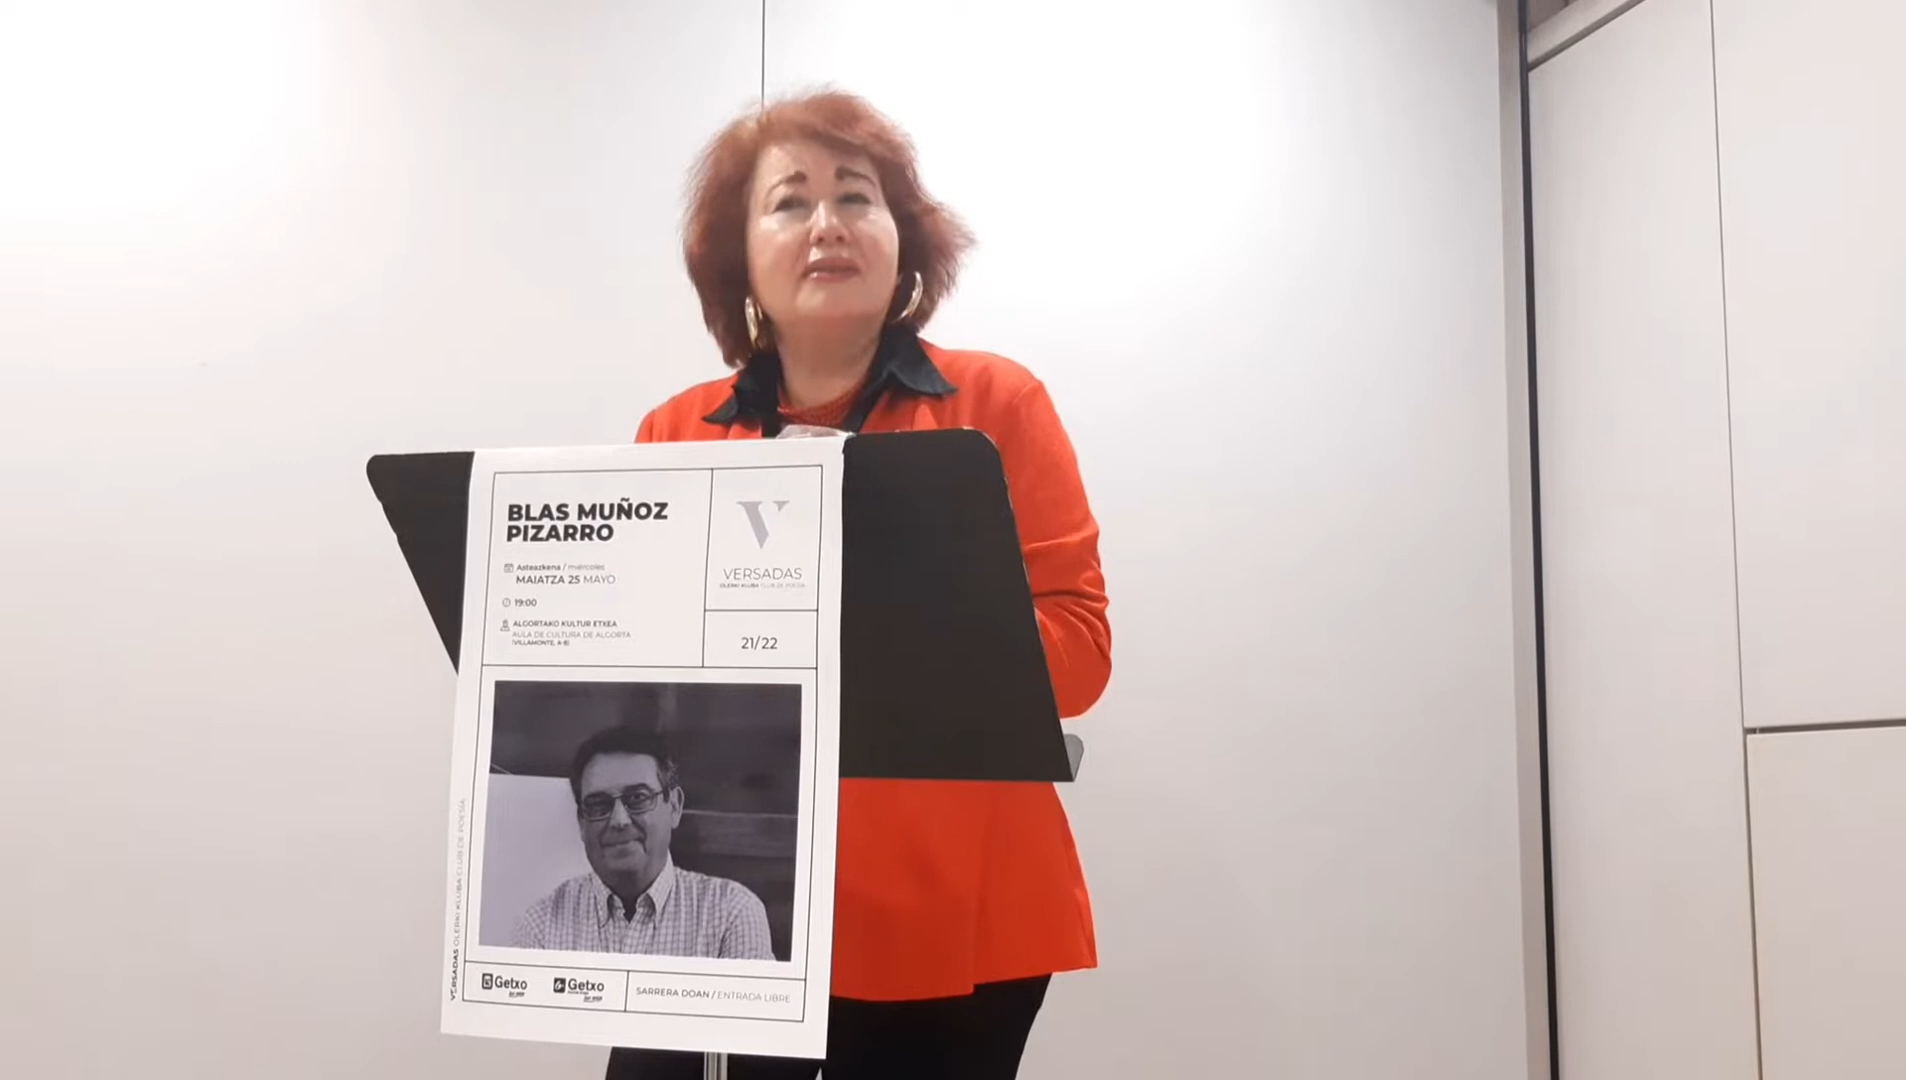 BLAS MUÑOZ
PIZARRO
Asteazkena / miércoles
MAIATZA 25 MAYO
19:00
ALGORTAKO KULTUR ETXEA
AULA DE CULTURA DE ALGORTA
(VILLAMONTE, A-8)
V
VERSADAS
OLERKI KLUBA CLUB DE POESÍA
21/22
VERSADAS OLERKI KLUBA CLUB DE POESÍA
Getxo
Getxo
SARRERA DOAN / ENTRADA LIBRE